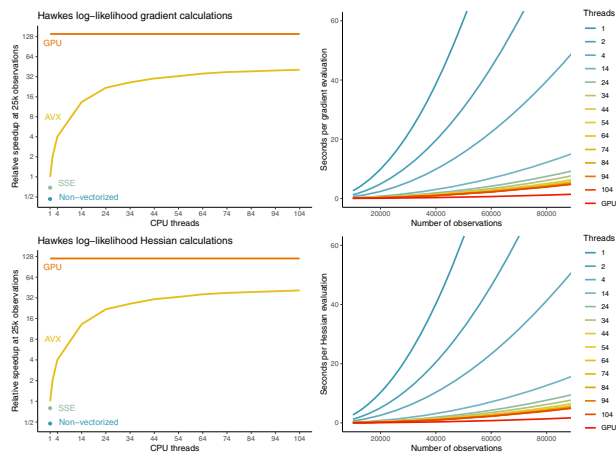 Hawkes log−likelihood gradient calculations
Relative speedup at 25k observations
128
64
32
16
8
4
2
1
1/2
GPU
AVX
SSE
Non−vectorized
1 4 14 24 34 44 54 64 74 84 94 104
CPU threads
Seconds per gradient evaluation
60
40
20
0
20000 40000 60000 80000
Number of observations
Threads
1
2
4
14
24
34
44
54
64
74
84
94
104
GPU
Hawkes log−likelihood Hessian calculations
Relative speedup at 25k observations
128
64
32
16
8
4
2
1
1/2
GPU
AVX
SSE
Non−vectorized
1 4 14 24 34 44 54 64 74 84 94 104
CPU threads
Seconds per Hessian evaluation
60
40
20
0
20000 40000 60000 80000
Number of observations
Threads
1
2
4
14
24
34
44
54
64
74
84
94
104
GPU